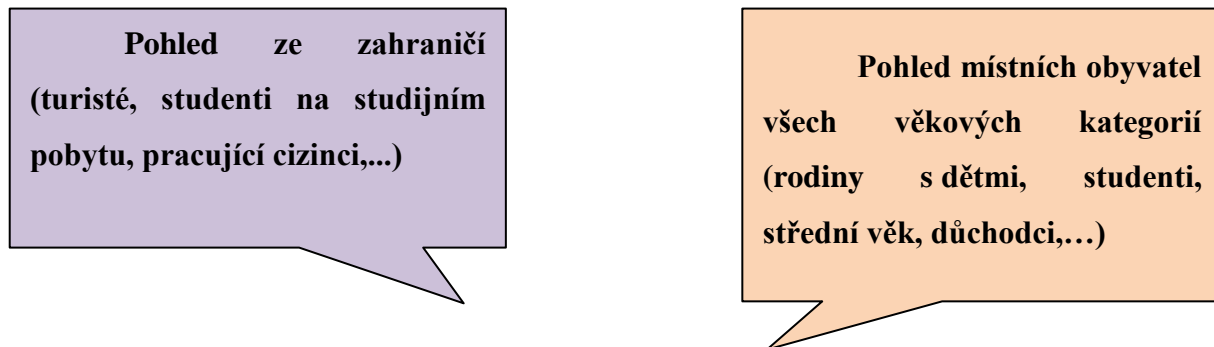 Pohled ze zahraničí
(turisté, studenti na studijním
pobytu, pracující cizinci,...)
Pohled místních obyvatel
všech věkových kategorií
(rodiny s dětmi, studenti,
střední věk, důchodci,…)